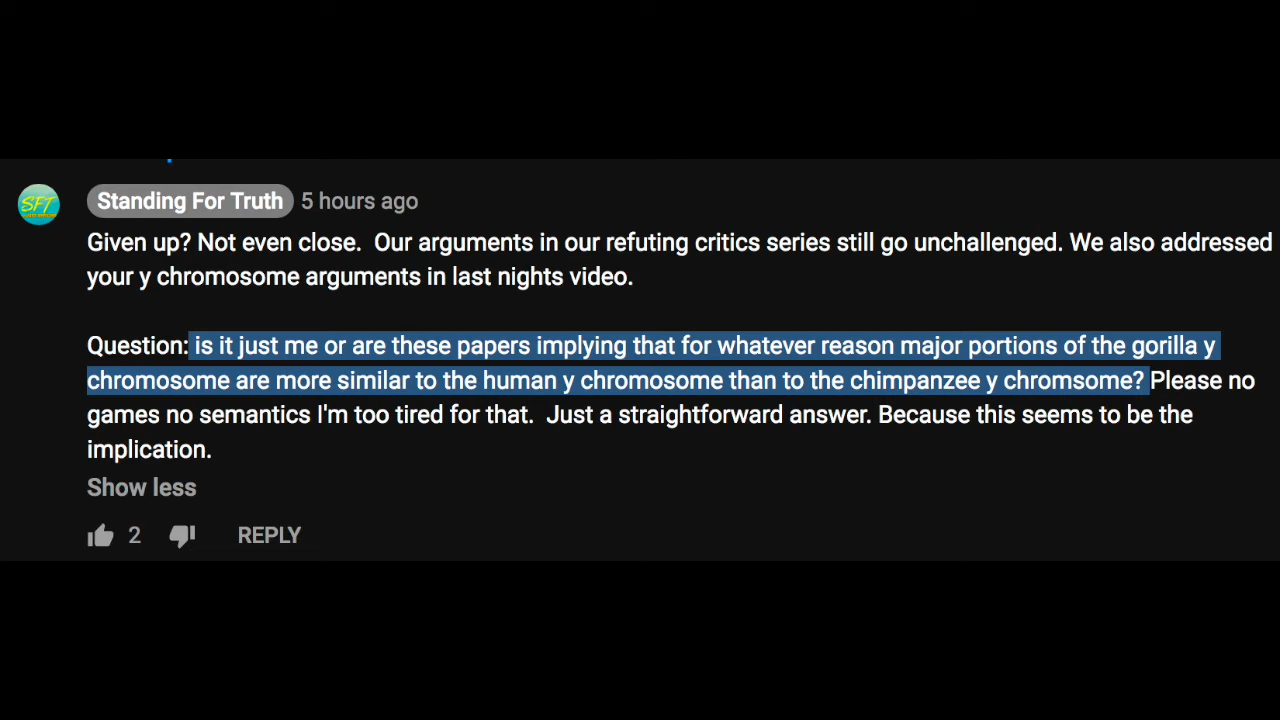 SFT
Standing For Truth 5 hours ago
Given up? Not even close.  Our arguments in our refuting critics series still go unchallenged. We also addressed
your y chromosome arguments in last nights video.
Question: is it just me or are these papers implying that for whatever reason major portions of the gorilla y
chromosome are more similar to the human y chromosome than to the chimpanzee y chromsome? Please no
games no semantics I'm too tired for that.  Just a straightforward answer. Because this seems to be the
implication.
Show less
2 REPLY